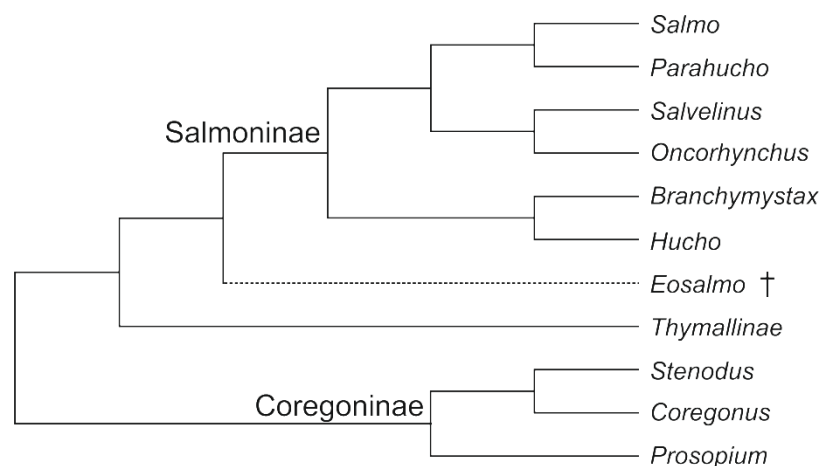 Salmo
Parahucho
Salvelinus
Salmoninae
Oncorhynchus
Branchymystax
Hucho
Eosalmo †
Thymallinae
Stenodus
Coregoninae
Coregonus
Prosopium